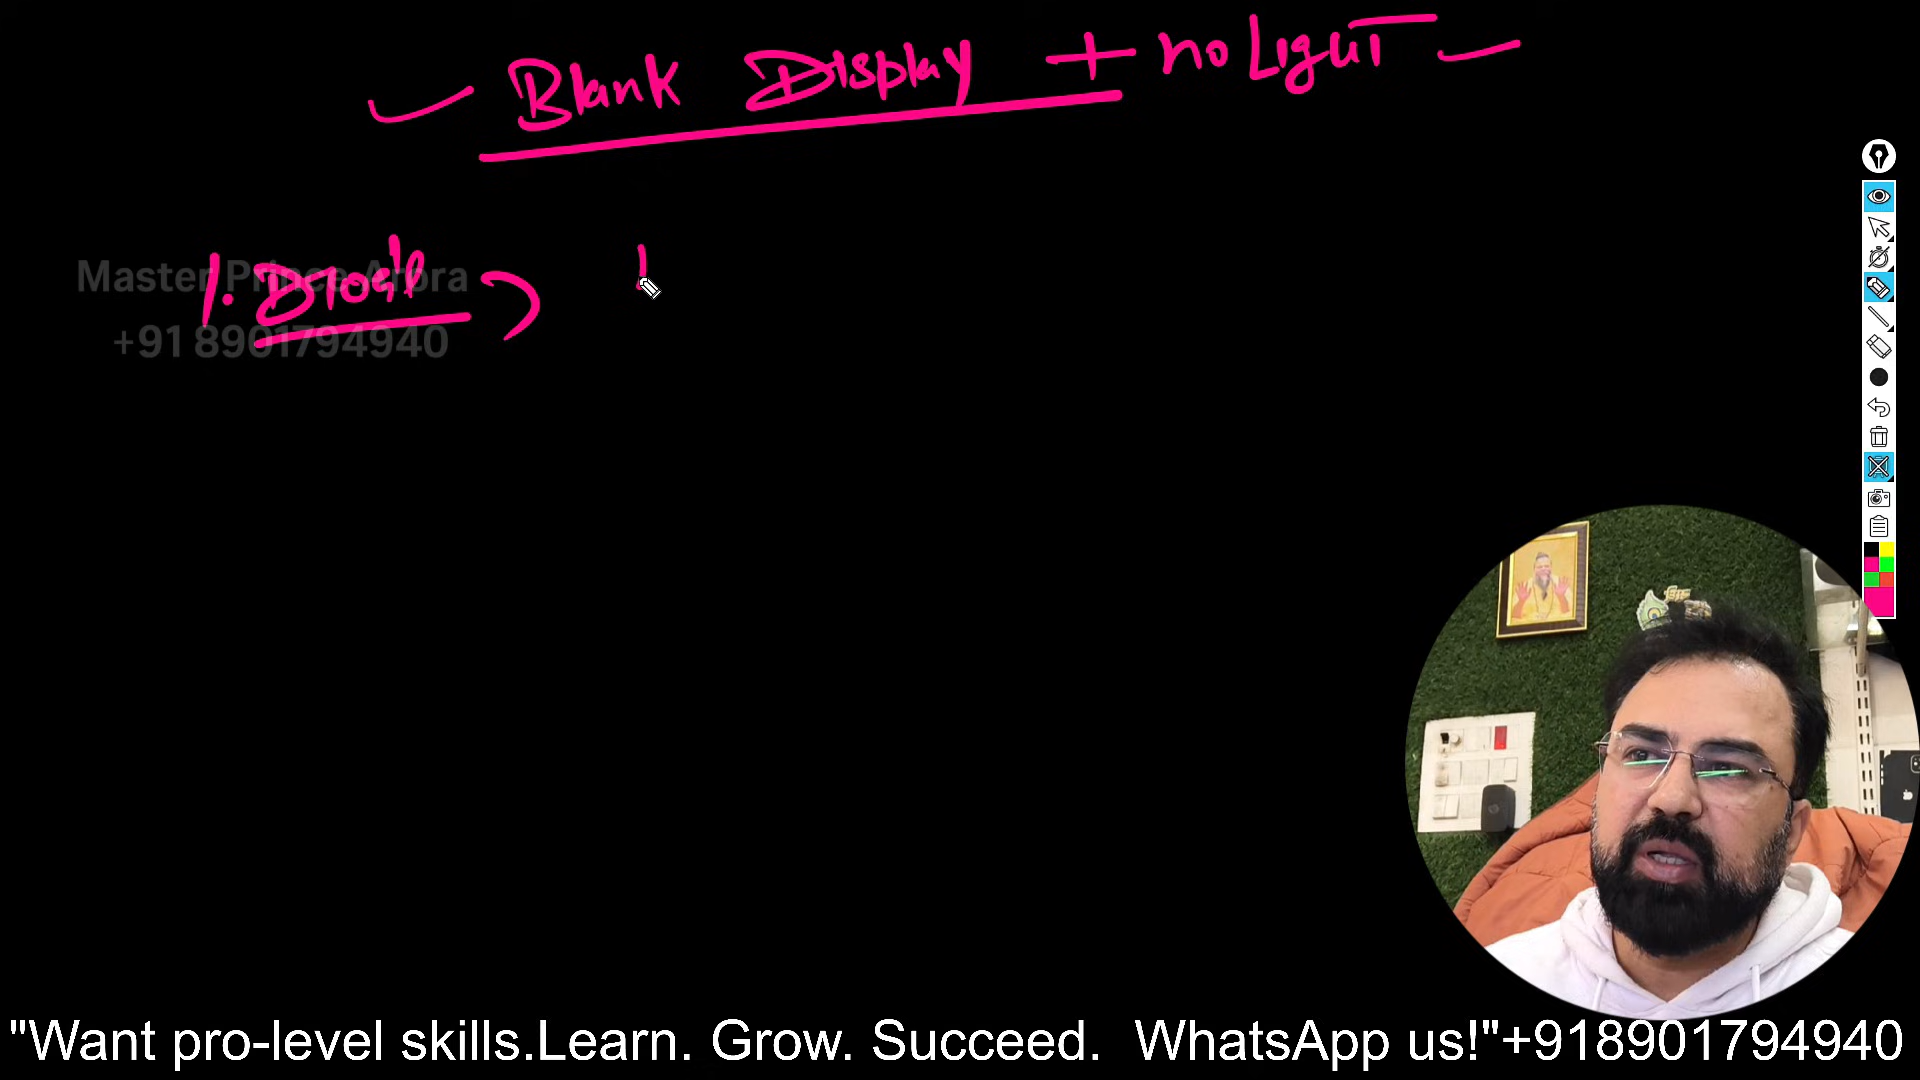 Blank Display + no Light
Master Prince Arora
1.
+91 8901794940
"Want pro-level skills.Learn. Grow. Succeed. WhatsApp us!"+918901794940